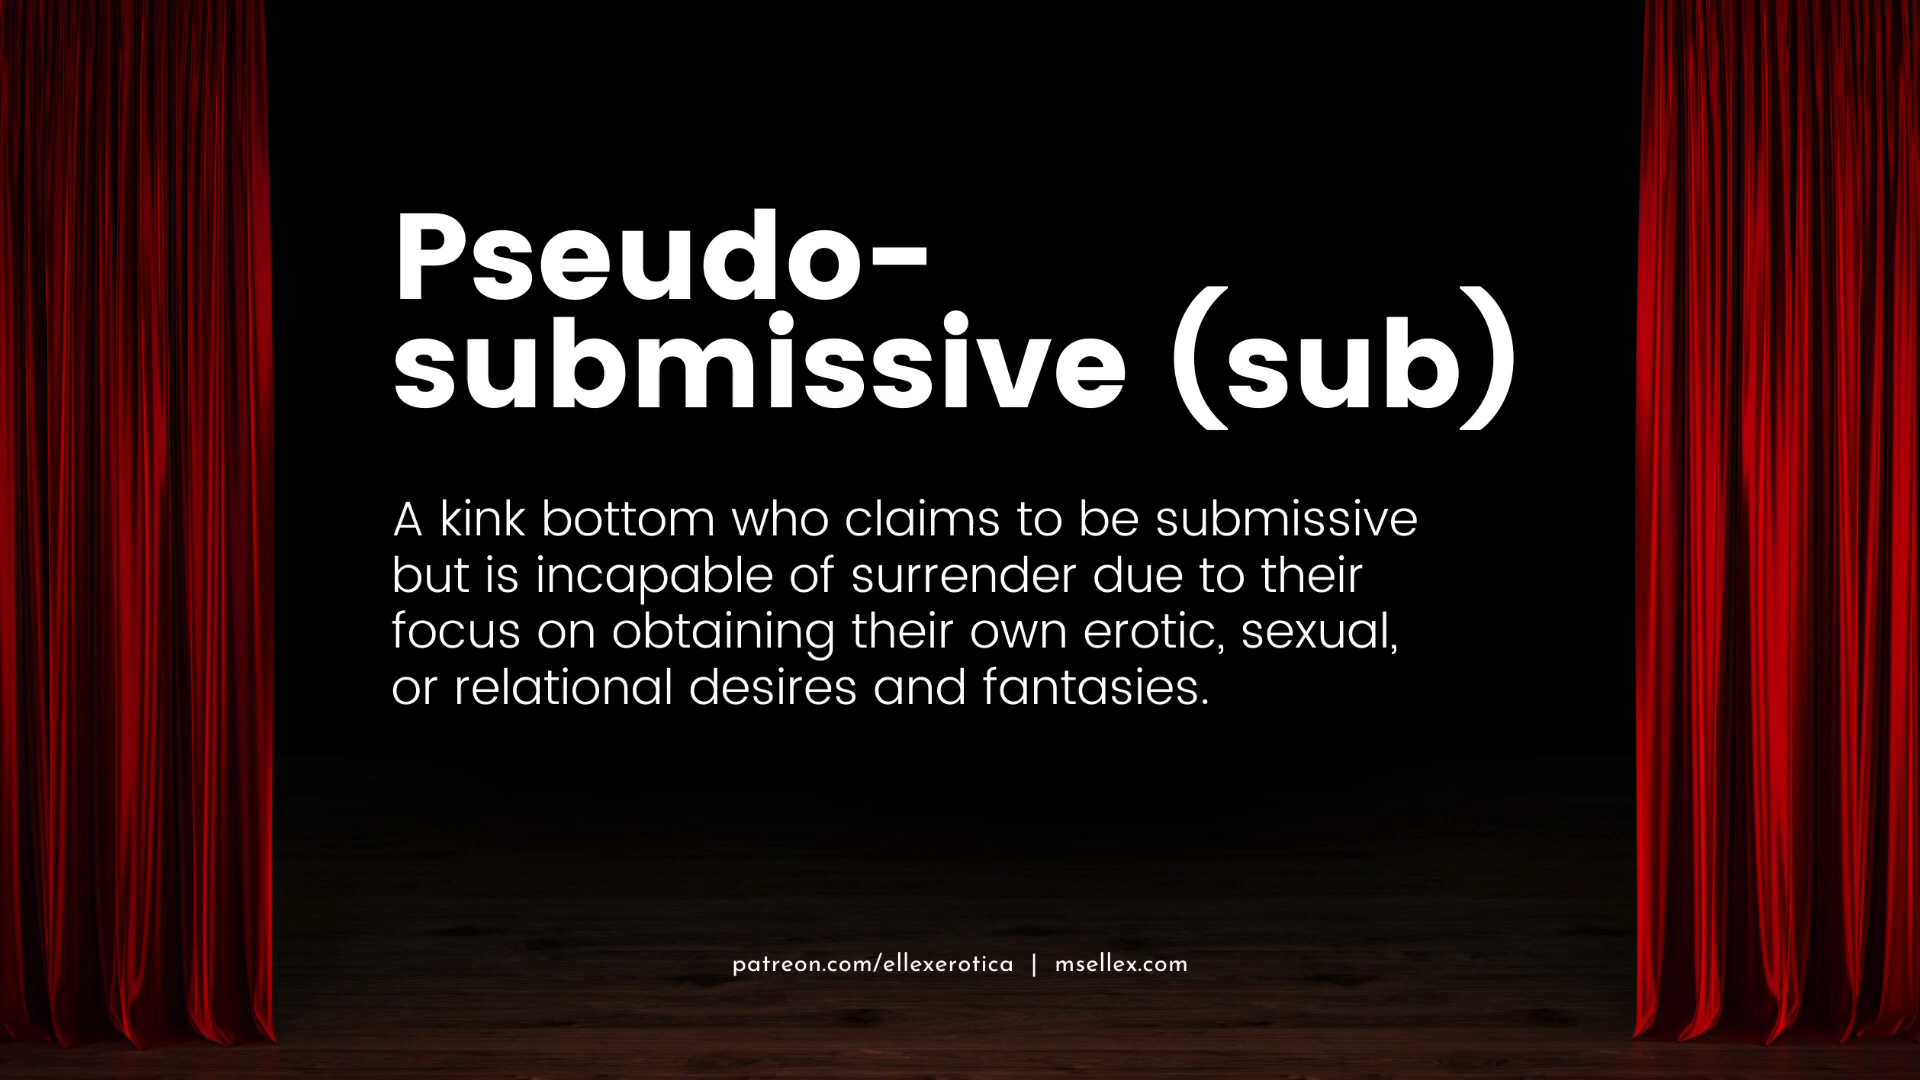 Pseudo-
submissive (sub)
A kink bottom who claims to be submissive
but is incapable of surrender due to their
focus on obtaining their own erotic, sexual,
or relational desires and fantasies.
patreon.com/ellexerotica | msellex.com